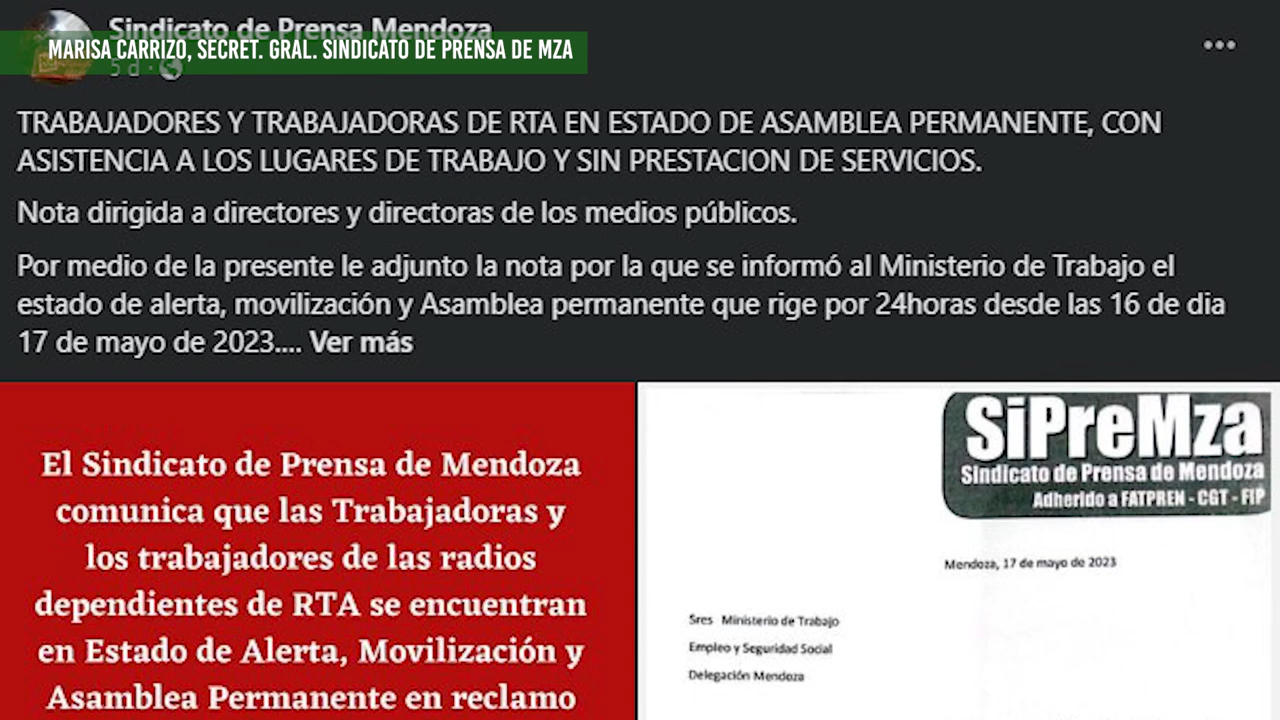 Sindicato de Prensa Mendoza
MARISA CARRIZO, SECRET. GRAL. SINDICATO DE PRENSA DE MZA
5 d ·
TRABAJADORES Y TRABAJADORAS DE RTA EN ESTADO DE ASAMBLEA PERMANENTE, CON
ASISTENCIA A LOS LUGARES DE TRABAJO Y SIN PRESTACION DE SERVICIOS.
Nota dirigida a directores y directoras de los medios públicos.
Por medio de la presente le adjunto la nota por la que se informó al Ministerio de Trabajo el
estado de alerta, movilización y Asamblea permanente que rige por 24horas desde las 16 de dia
17 de mayo de 2023.... Ver más
El Sindicato de Prensa de Mendoza
comunica que las Trabajadoras y
los trabajadores de las radios
dependientes de RTA se encuentran
en Estado de Alerta, Movilización y
Asamblea Permanente en reclamo
SiPreMza
Sindicato de Prensa de Mendoza
Adherido a FATPREN - CGT - FIP
Mendoza, 17 de mayo de 2023
Sres Ministerio de Trabajo
Empleo y Seguridad Social
Delegación Mendoza